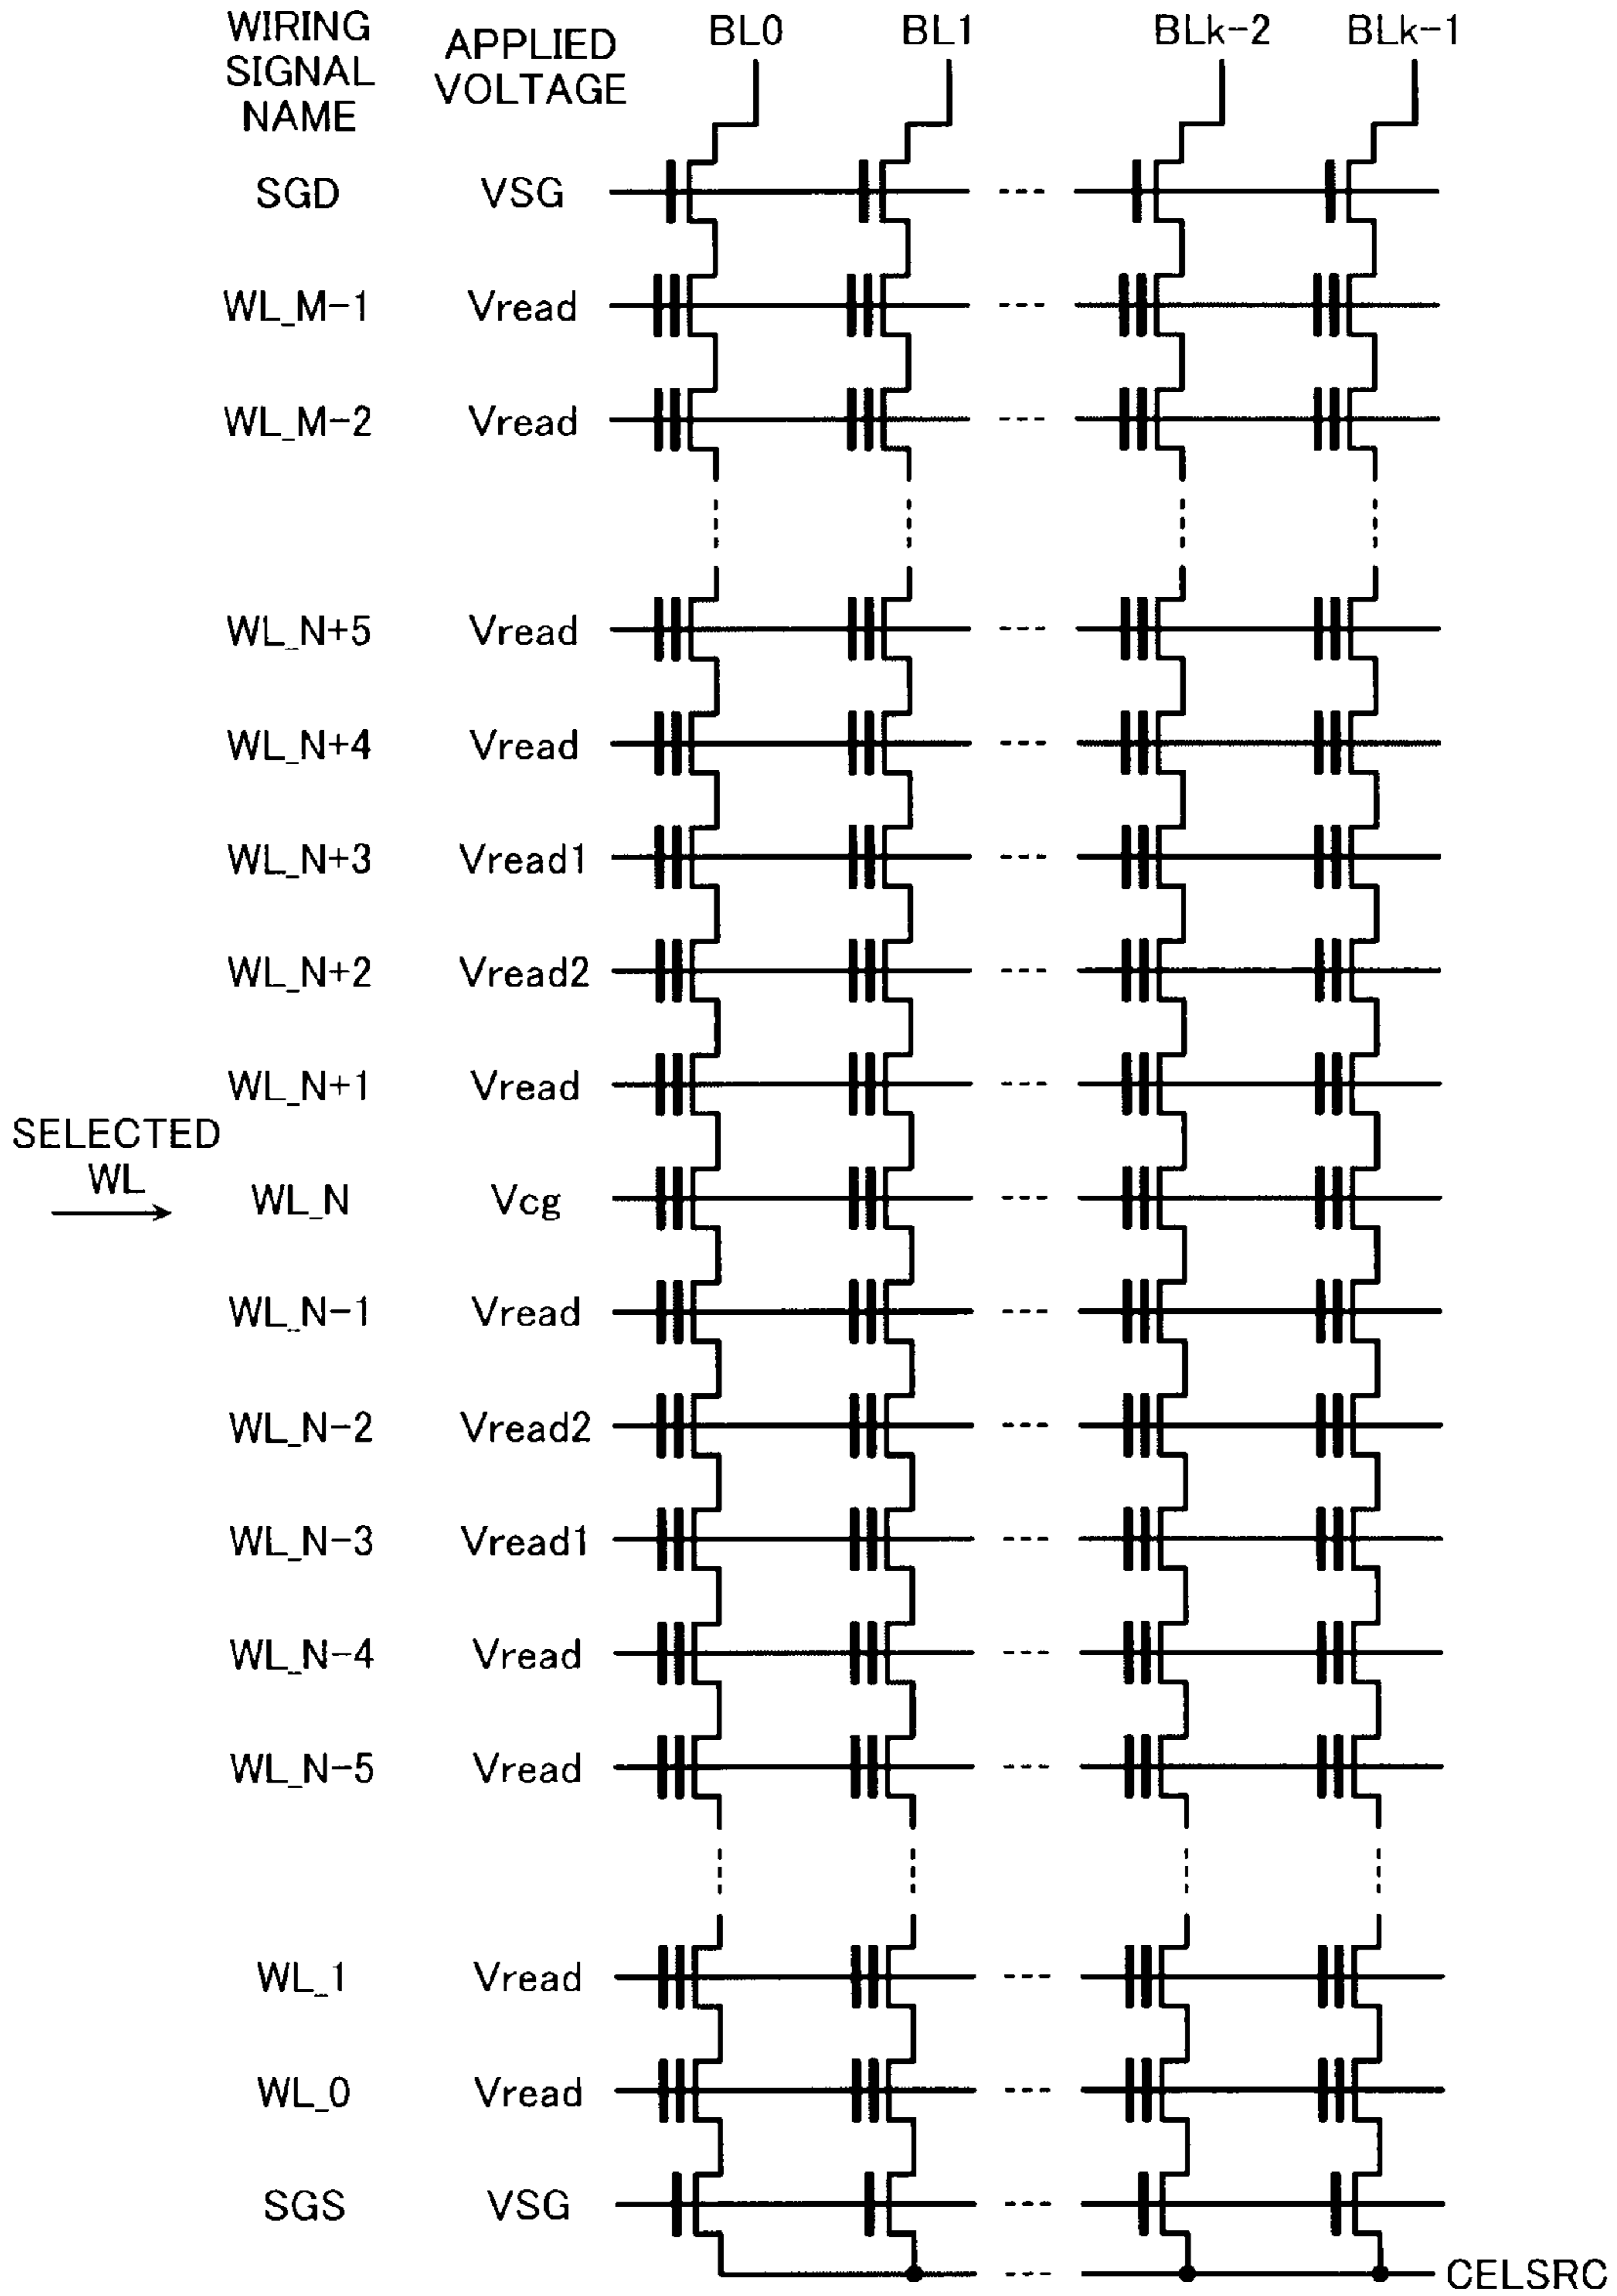 WIRING
SIGNAL
NAME
APPLIED
VOLTAGE
BL0 BL1 BLk-2 BLk-1
SGD VSG
WL_M-1 Vread
WL_M-2 Vread
WL_N+5 Vread
WL_N+4 Vread
WL_N+3 Vread1
WL_N+2 Vread2
WL_N+1 Vread
SELECTED
WL
WL_N Vcg
WL_N-1 Vread
WL_N-2 Vread2
WL_N-3 Vread1
WL_N-4 Vread
WL_N-5 Vread
WL_1 Vread
WL_0 Vread
SGS VSG
CELSRC